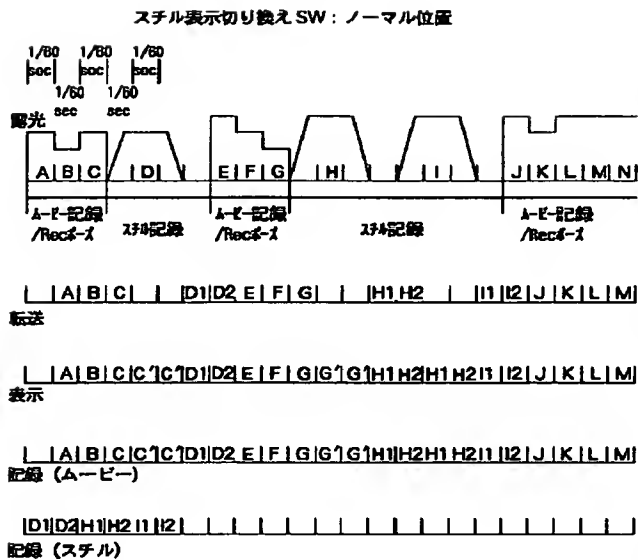 スチル表示切り換えSW：ノーマル位置
1/60 1/60 1/60
sec sec sec
1/60 1/60
sec sec
露光
A|B|C |D| E|F|G |H| |I| J|K|L|M|N
ムービー記録 スチル記録 ムービー記録 スチル記録 ムービー記録
/Recポーズ /Recポーズ /Recポーズ
| |A|B|C| | |D1|D2|E|F|G| | |H1|H2| | |I1|I2|J|K|L|M|
転送
| |A|B|C|C'|C'|D1|D2|E|F|G|G'|G'|H1|H2|H1|H2|I1|I2|J|K|L|M|
表示
| |A|B|C|C'|C'|D1|D2|E|F|G|G'|G'|H1|H2|H1|H2|I1|I2|J|K|L|M|
記録（ムービー）
|D1|D2|H1|H2|I1|I2| | | | | | | | | | | | | | | | | |
記録（スチル）